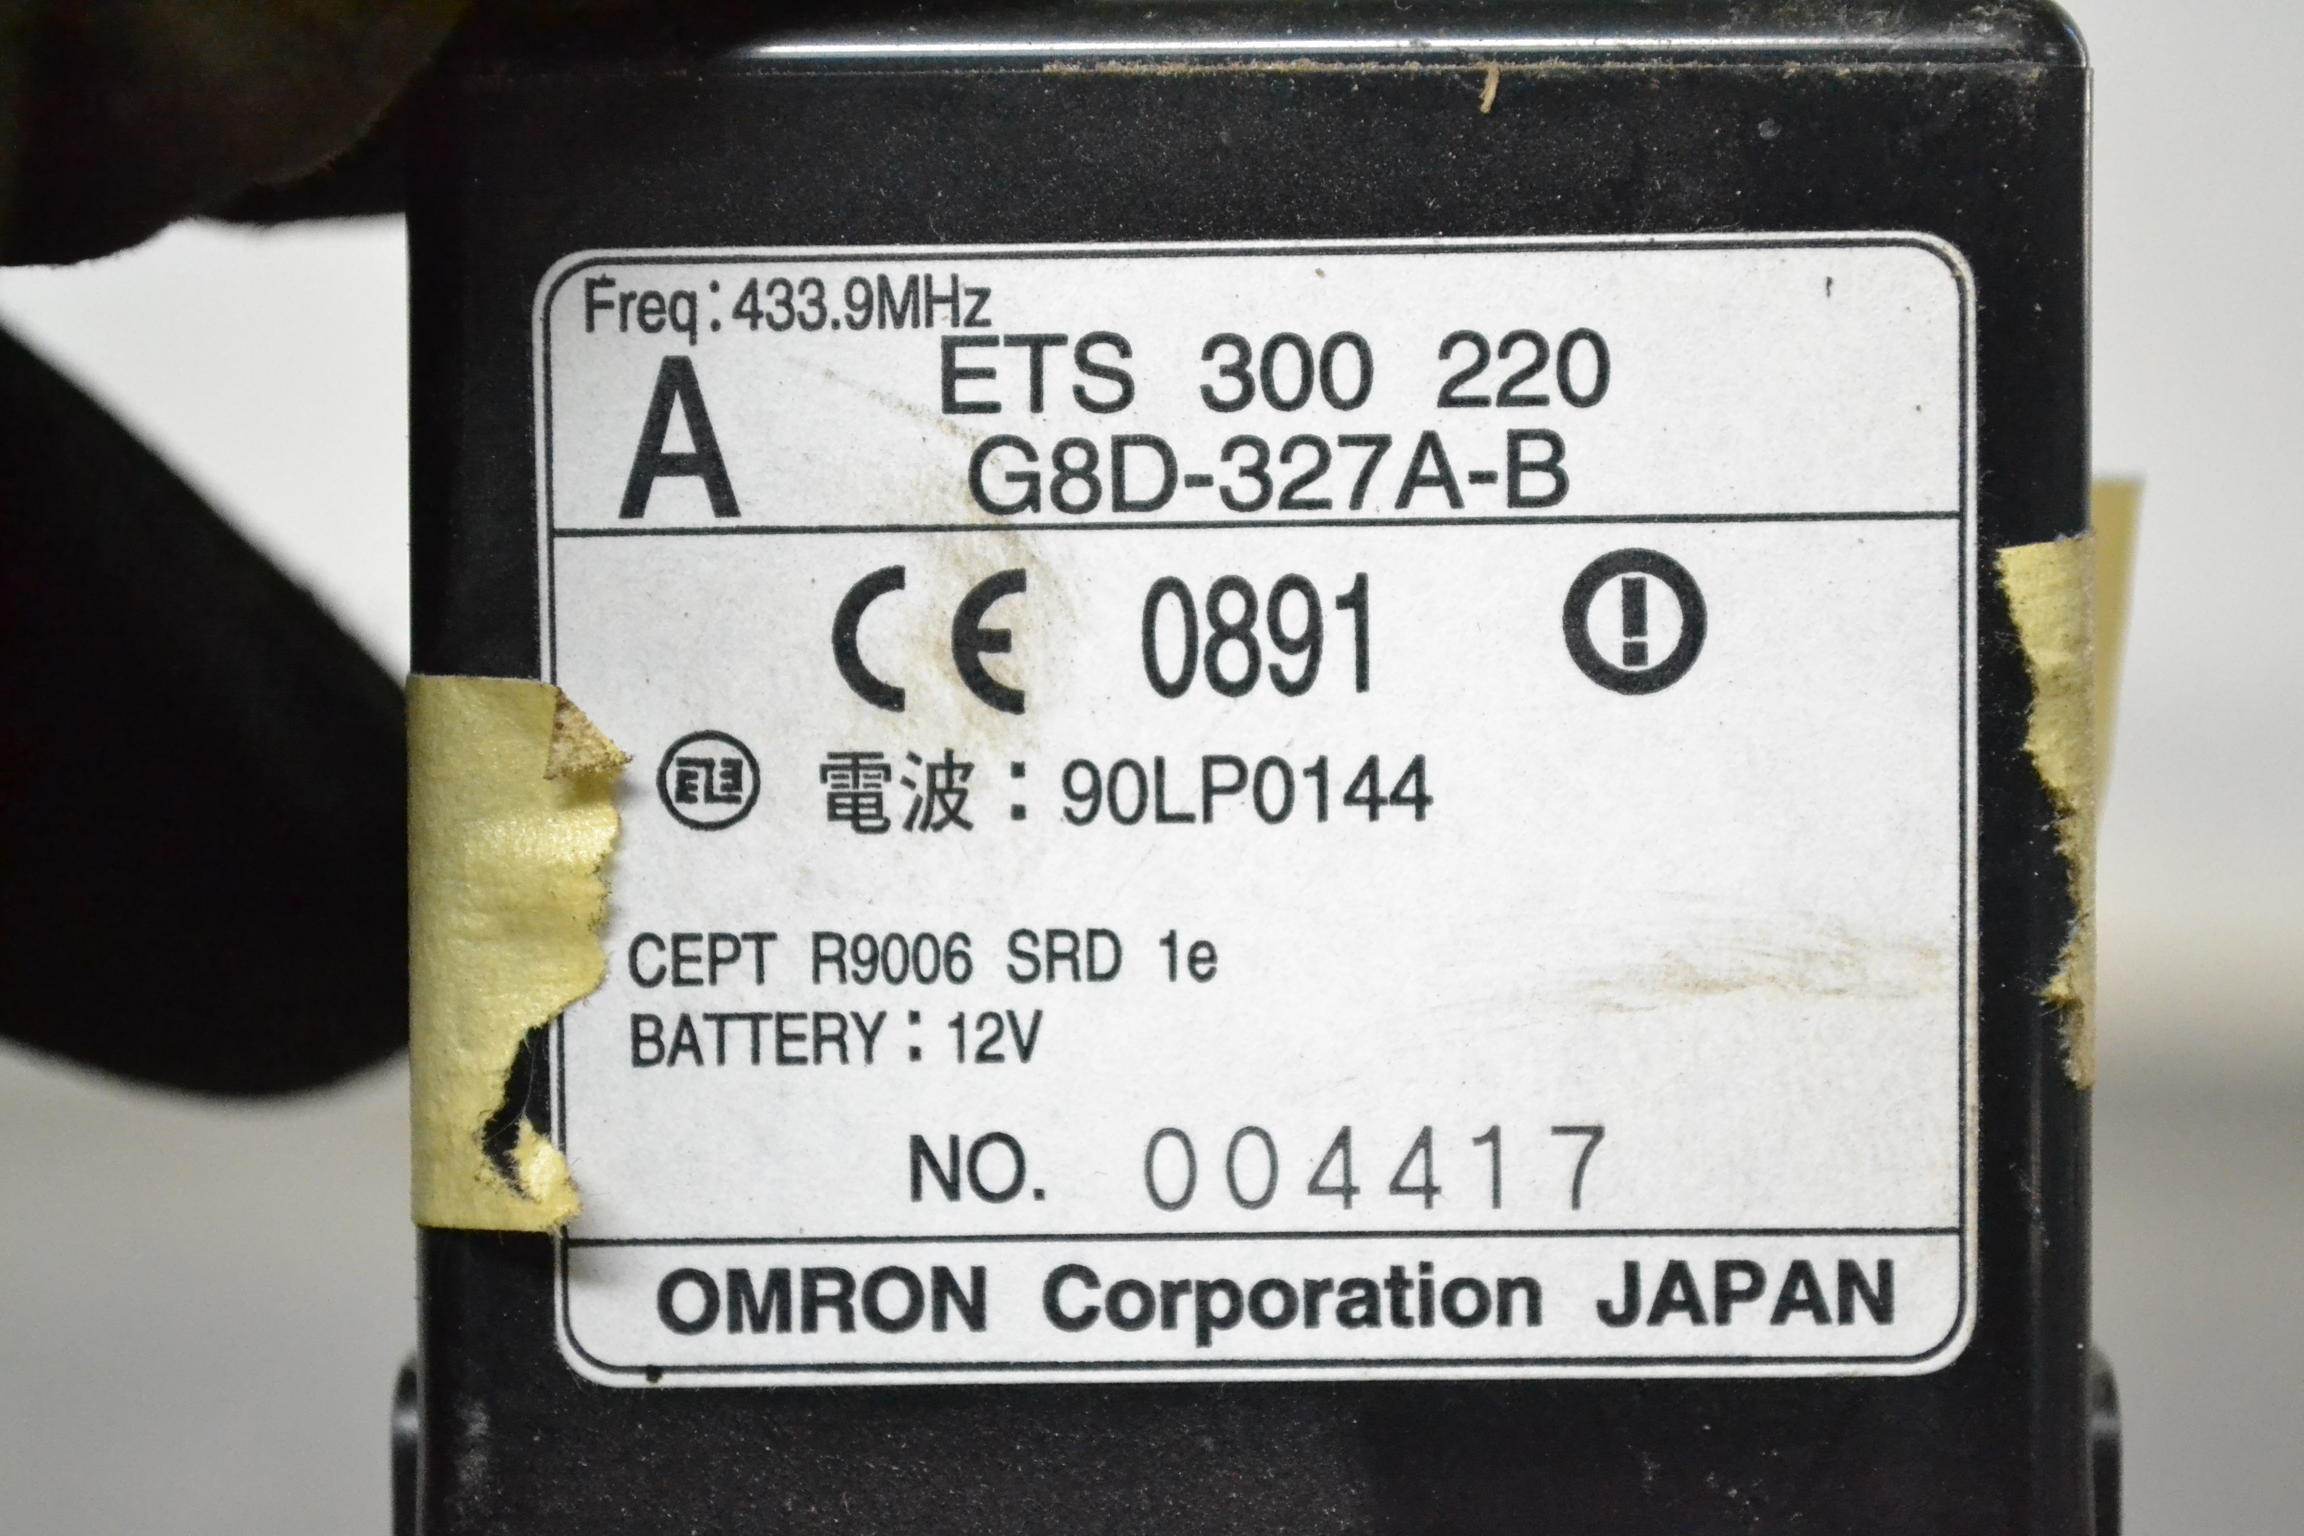 Freq:433.9MHz
A
ETS 300 220
G8D-327A-B
CE 0891
電波:90LP0144
CEPT R9006 SRD 1e
BATTERY:12V
NO. 004417
OMRON Corporation JAPAN